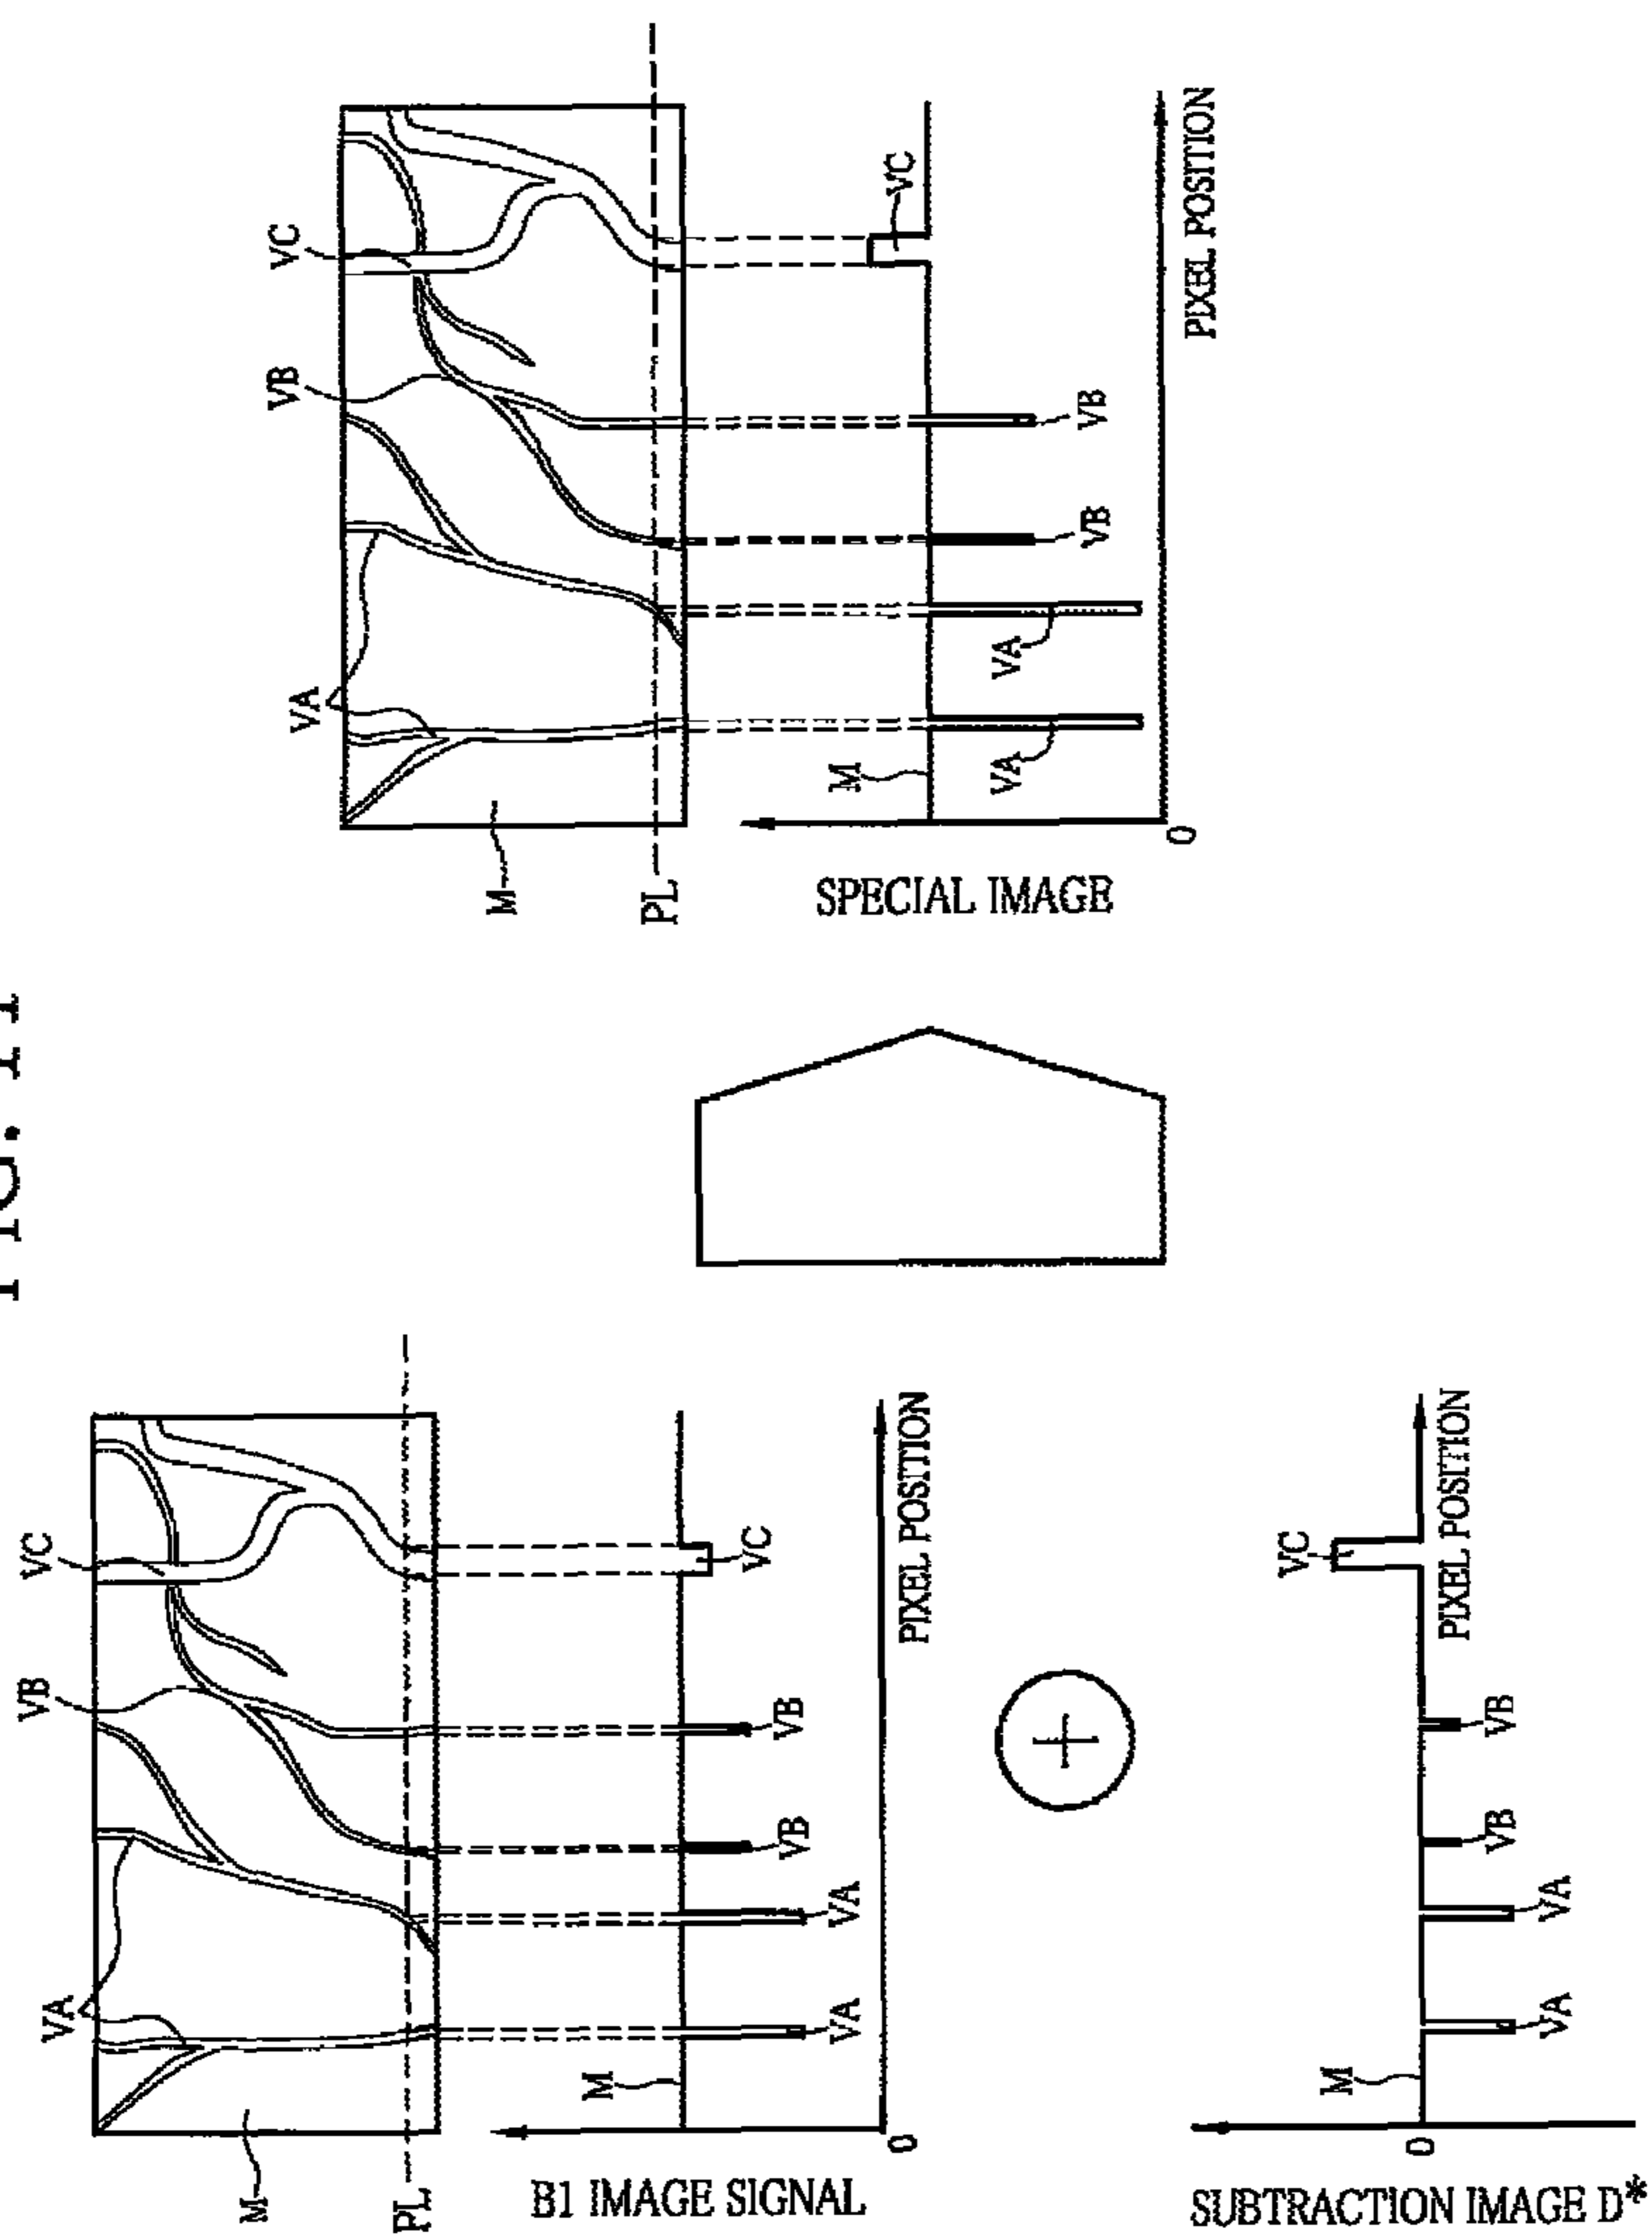 VA
VB
VC
M
PL
B1 IMAGE SIGNAL
M
VA
VA
VB
VB
VC
0
PIXEL POSITION
+
SUBTRACTION IMAGE D*
0
M
VA
VA
VB
VB
VC
PIXEL POSITION
VA
VB
VC
M
PL
SPECIAL IMAGE
M
VA
VA
VB
VB
VC
0
PIXEL POSITION